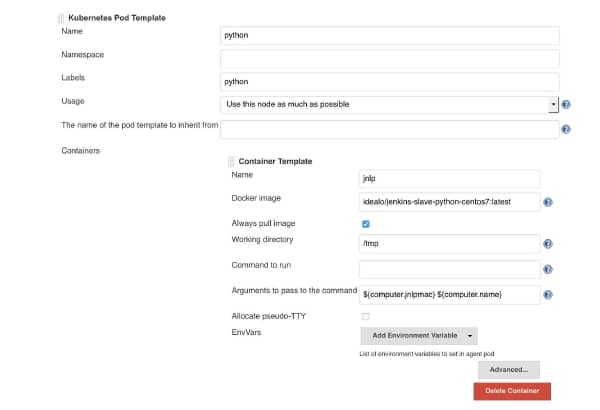 Kubernetes Pod Template
Name
python
Namespace
Labels
python
Usage
Use this node as much as possible
The name of the pod template to inherit from
Containers
Container Template
Name
jnlp
Docker image
idealo/jenkins-slave-python-centos7:latest
Always pull image
Working directory
/tmp
Command to run
Arguments to pass to the command
${computer.jnlpmac} ${computer.name}
Allocate pseudo-TTY
EnvVars
Add Environment Variable
List of environment variables to set in agent pod
Advanced...
Delete Container